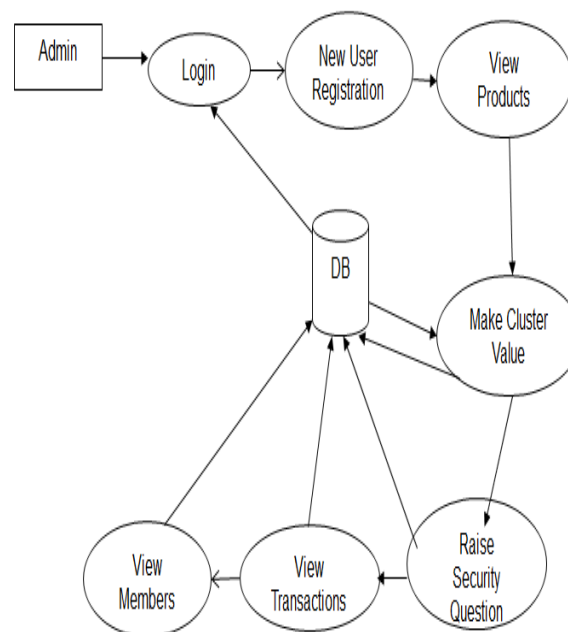 Admin
Login
New User
Registration
View
Products
DB
Make Cluster
Value
Raise
Security
Question
View
Transactions
View
Members